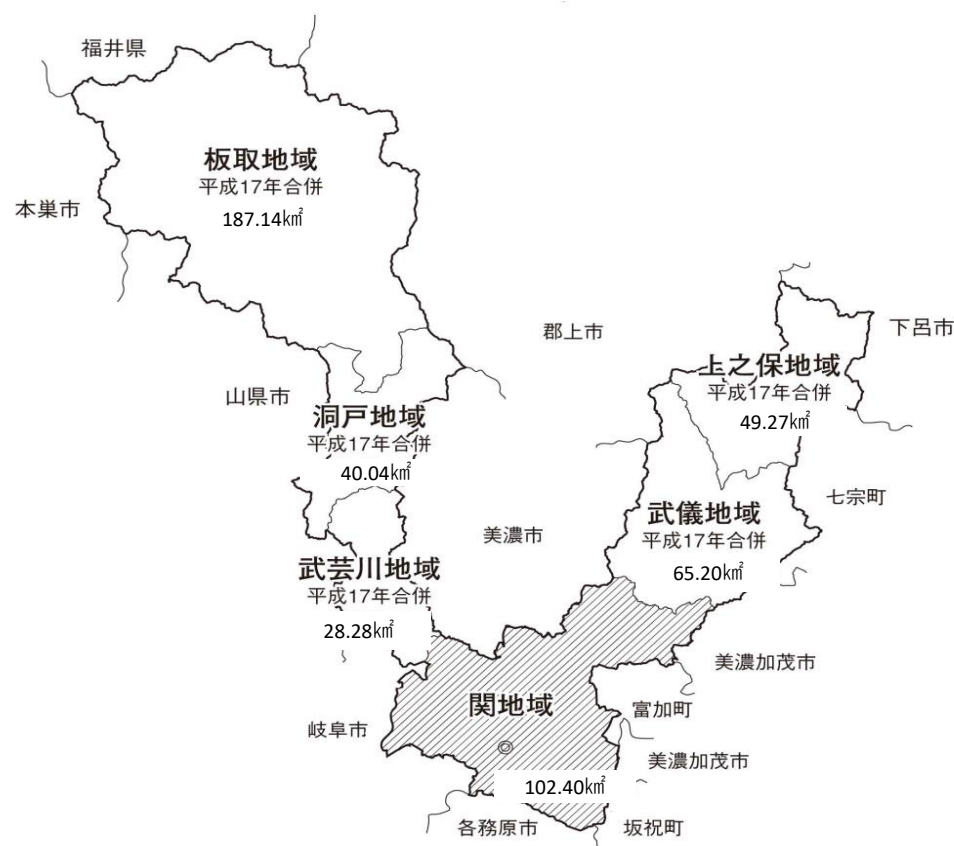 福井県
板取地域
平成17年合併
187.14㎢
本巣市
郡上市
下呂市
上之保地域
平成17年合併
49.27㎢
山県市
洞戸地域
平成17年合併
40.04㎢
七宗町
武儀地域
平成17年合併
65.20㎢
美濃市
武芸川地域
平成17年合併
28.28㎢
美濃加茂市
関地域
富加町
岐阜市
美濃加茂市
102.40㎢
各務原市
坂祝町